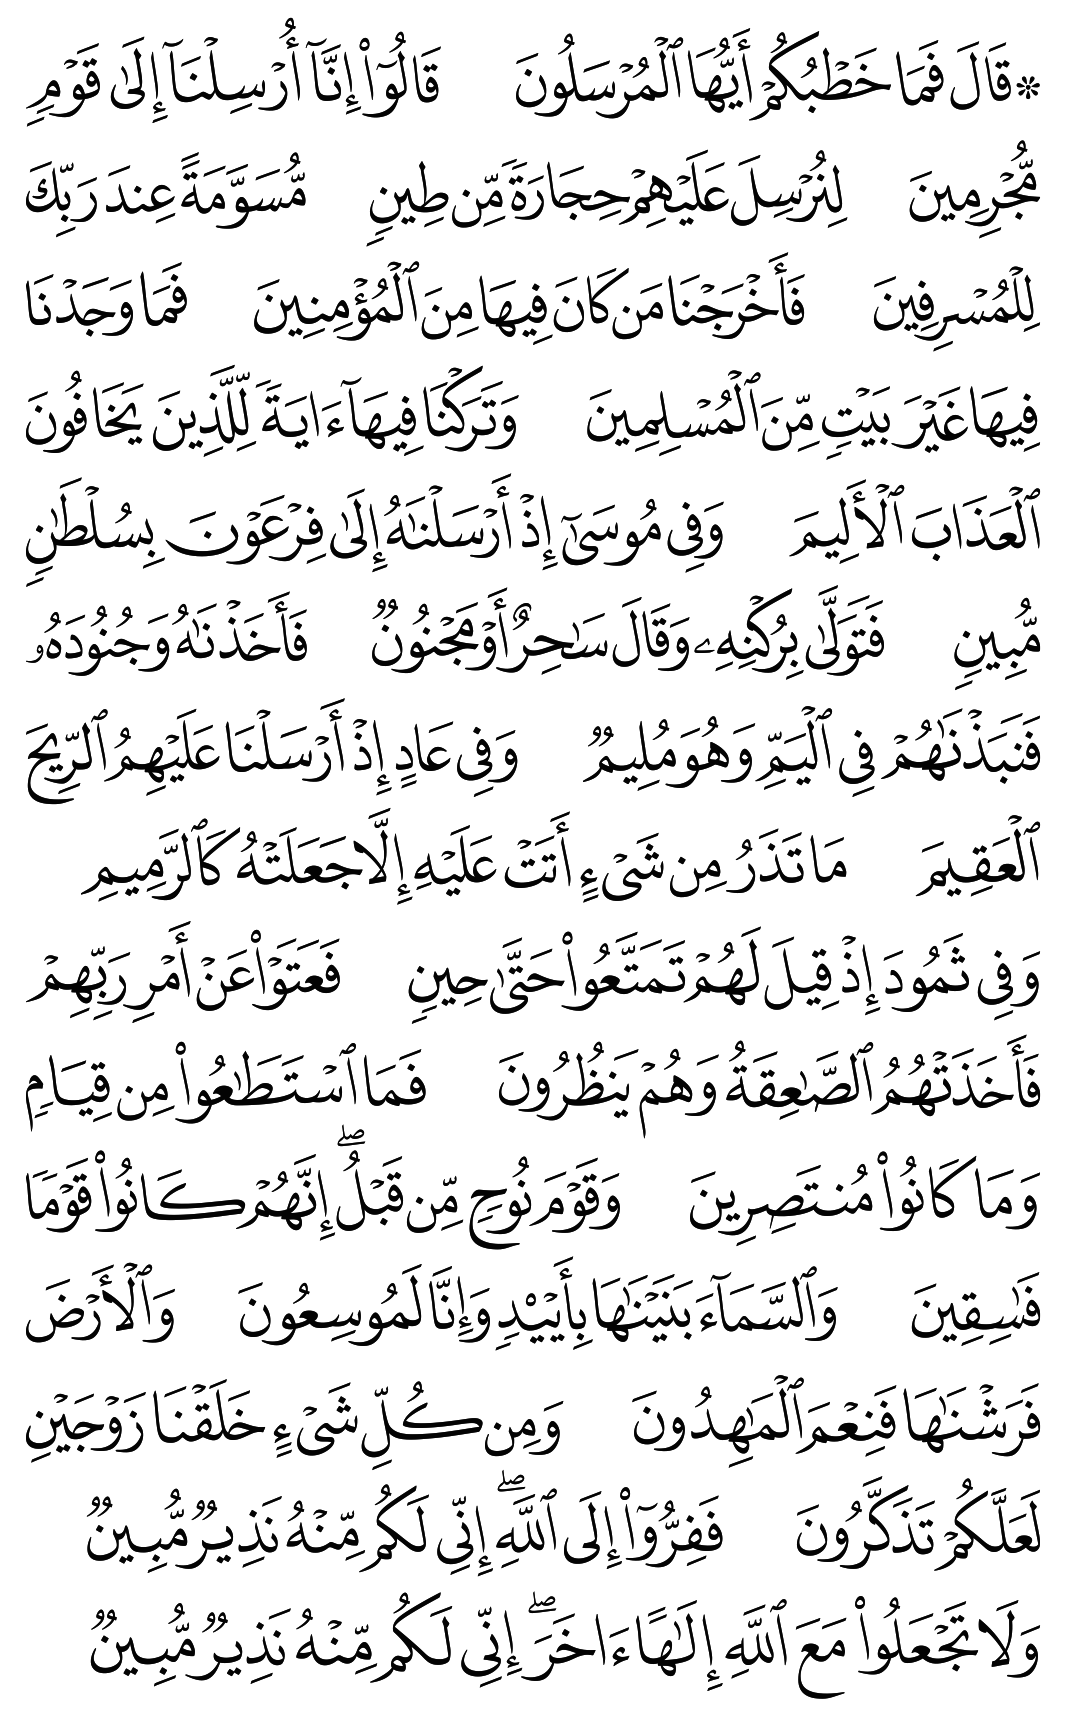 ۞قَالَ فَمَا خَطۡبُكُمۡ أَيُّهَا ٱلۡمُرۡسَلُونَ قَالُوٓاْ إِنَّآ أُرۡسِلۡنَآ إِلَىٰ قَوۡمٖ
مُّجۡرِمِينَ لِنُرۡسِلَ عَلَيۡهِمۡ حِجَارَةٗ مِّن طِينٖ مُّسَوَّمَةً عِندَ رَبِّكَ
لِلۡمُسۡرِفِينَ فَأَخۡرَجۡنَا مَن كَانَ فِيهَا مِنَ ٱلۡمُؤۡمِنِينَ فَمَا وَجَدۡنَا
فِيهَا غَيۡرَ بَيۡتٖ مِّنَ ٱلۡمُسۡلِمِينَ وَتَرَكۡنَا فِيهَآ ءَايَةٗ لِّلَّذِينَ يَخَافُونَ
ٱلۡعَذَابَ ٱلۡأَلِيمَ وَفِي مُوسَىٰٓ إِذۡ أَرۡسَلۡنَٰهُ إِلَىٰ فِرۡعَوۡنَ بِسُلۡطَٰنٖ
مُّبِينٖ فَتَوَلَّىٰ بِرُكۡنِهِۦ وَقَالَ سَٰحِرٌ أَوۡ مَجۡنُونٞ فَأَخَذۡنَٰهُ وَجُنُودَهُۥ
فَنَبَذۡنَٰهُمۡ فِي ٱلۡيَمِّ وَهُوَ مُلِيمٞ وَفِي عَادٍ إِذۡ أَرۡسَلۡنَا عَلَيۡهِمُ ٱلرِّيحَ
ٱلۡعَقِيمَ مَا تَذَرُ مِن شَيۡءٍ أَتَتۡ عَلَيۡهِ إِلَّا جَعَلَتۡهُ كَٱلرَّمِيمِ
وَفِي ثَمُودَ إِذۡ قِيلَ لَهُمۡ تَمَتَّعُواْ حَتَّىٰ حِينٖ فَعَتَوۡاْ عَنۡ أَمۡرِ رَبِّهِمۡ
فَأَخَذَتۡهُمُ ٱلصَّٰعِقَةُ وَهُمۡ يَنظُرُونَ فَمَا ٱسۡتَطَٰعُواْ مِن قِيَامٖ
وَمَا كَانُواْ مُنتَصِرِينَ وَقَوۡمَ نُوحٖ مِّن قَبۡلُۖ إِنَّهُمۡ كَانُواْ قَوۡمٗا
فَٰسِقِينَ وَٱلسَّمَآءَ بَنَيۡنَٰهَا بِأَيۡيْدٖ وَإِنَّا لَمُوسِعُونَ وَٱلۡأَرۡضَ
فَرَشۡنَٰهَا فَنِعۡمَ ٱلۡمَٰهِدُونَ وَمِن كُلِّ شَيۡءٍ خَلَقۡنَا زَوۡجَيۡنِ
لَعَلَّكُمۡ تَذَكَّرُونَ فَفِرُّوٓاْ إِلَى ٱللَّهِۖ إِنِّي لَكُم مِّنۡهُ نَذِيرٞ مُّبِينٞ
وَلَا تَجۡعَلُواْ مَعَ ٱللَّهِ إِلَٰهًا ءَاخَرَۖ إِنِّي لَكُم مِّنۡهُ نَذِيرٞ مُّبِينٞ